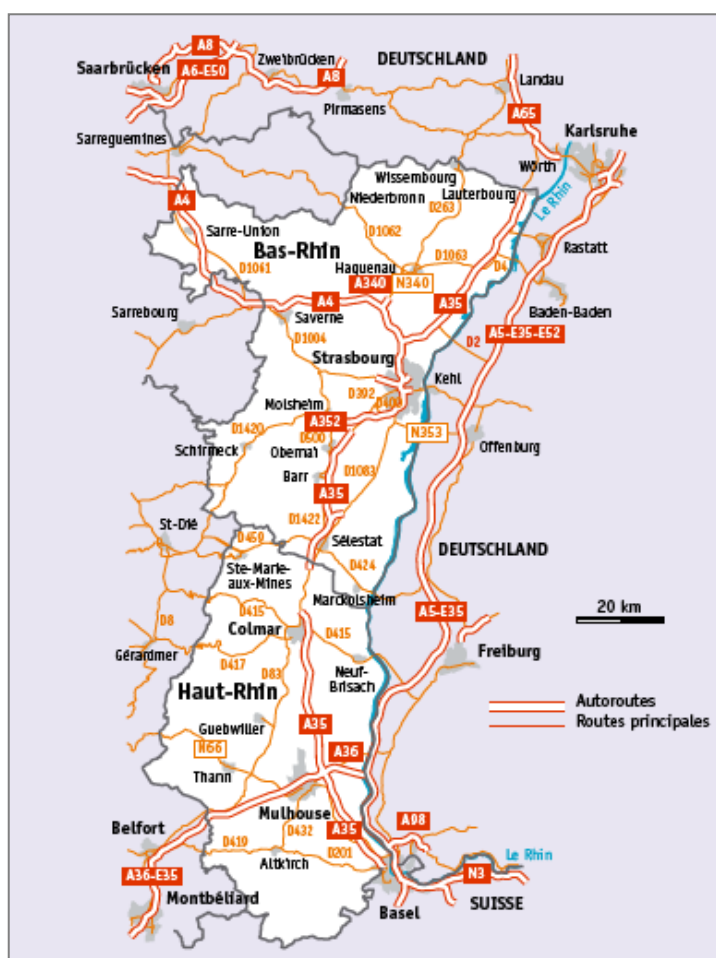 A8
Zweibrücken
DEUTSCHLAND
Saarbrücken
A6-E50
A8
Landau
Pirmasens
A65
Karlsruhe
Sarreguemines
Wörth
Wissembourg
Lauterbourg
Niederbronn
Le Rhin
A4
D263
Sarre-Union
D1062
Bas-Rhin
Rastatt
D1061
Haguenau
D1063
D4
A340
N340
A4
A35
Baden-Baden
Sarrebourg
Saverne
A5-E35-E52
D1004
D2
Strasbourg
Kehl
D392
D400
Molsheim
A352
N353
D1420
D500
Offenburg
Schirmeck
Obernai
Barr
D1083
A35
D1422
St-Dié
Sélestat
D459
DEUTSCHLAND
Ste-Marie-
aux-Mines
D424
Marckolsheim
20 km
D8
D415
A5-E35
Colmar
D415
Gérardmer
Freiburg
D417
D83
Neuf-
Brisach
Haut-Rhin
Autoroutes
Routes principales
Guebwiller
A35
N66
A36
Thann
Mulhouse
A98
Belfort
A35
D432
D419
Le Rhin
Altkirch
D201
A36-E35
N3
Montbéliard
Basel
SUISSE